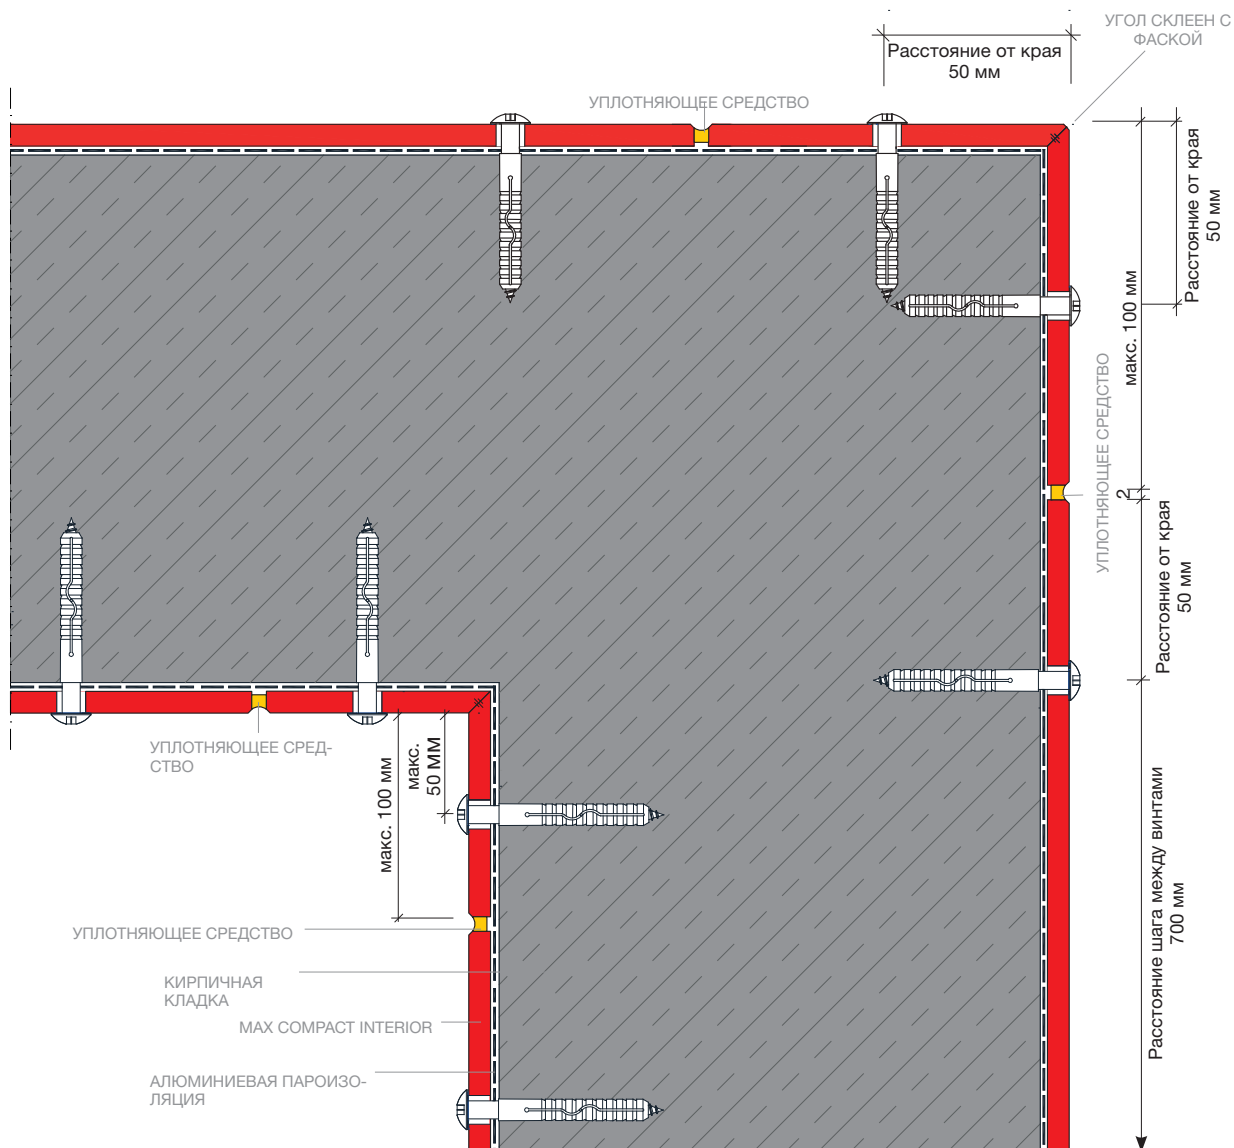 УГОЛ СКЛЕЕН С
ФАСКОЙ
Расстояние от края
50 мм
УПЛОТНЯЮЩЕЕ СРЕДСТВО
Расстояние от края
50 мм
макс. 100 мм
УПЛОТНЯЮЩЕЕ СРЕДСТВО
2
Расстояние от края
50 мм
УПЛОТНЯЮЩЕЕ СРЕД-
СТВО
макс.
50 ММ
макс. 100 мм
Расстояние шага между винтами
700 мм
УПЛОТНЯЮЩЕЕ СРЕДСТВО
КИРПИЧНАЯ
КЛАДКА
MAX COMPACT INTERIOR
АЛЮМИНИЕВАЯ ПАРОИЗО-
ЛЯЦИЯ